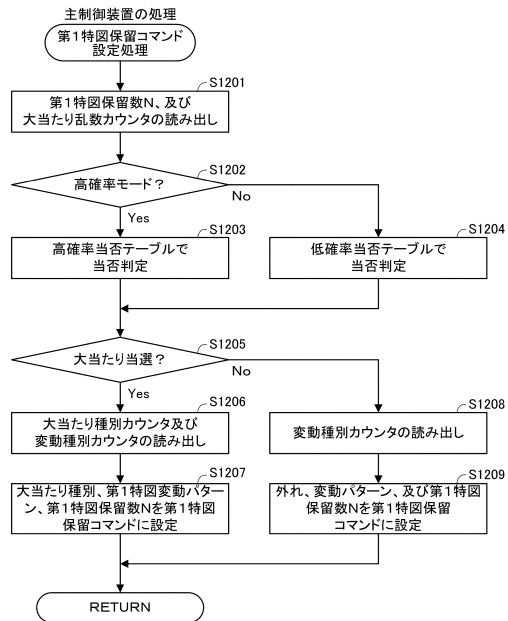 主制御装置の処理
第1特図保留コマンド
設定処理
S1201
第1特図保留数N、及び
大当たり乱数カウンタの読み出し
S1202
高確率モード?
No
Yes
S1203
高確率当否テーブルで
当否判定
S1204
低確率当否テーブルで
当否判定
S1205
大当たり当選?
No
Yes
S1206
大当たり種別カウンタ及び
変動種別カウンタの読み出し
S1208
変動種別カウンタの読み出し
S1207
大当たり種別、第1特図変動パター
ン、第1特図保留数Nを第1特図
保留コマンドに設定
S1209
外れ、変動パターン、及び第1特図
保留数Nを第1特図保留
コマンドに設定
RETURN